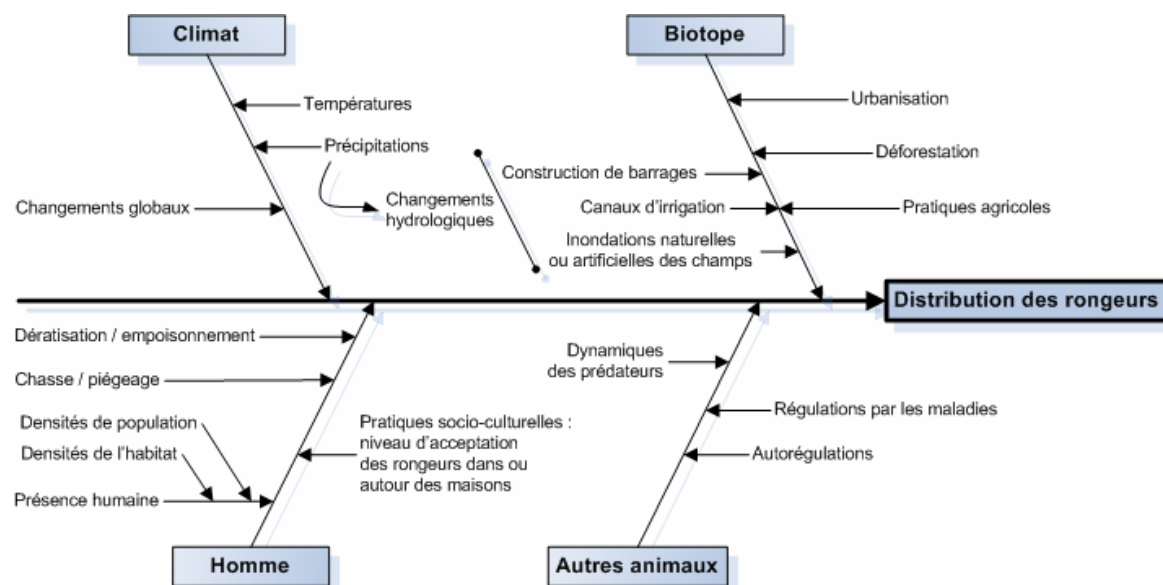 Climat
Biotope
Températures
Précipitations
Changements globaux
Changements
hydrologiques
Urbanisation
Déforestation
Construction de barrages
Canaux d'irrigation
Pratiques agricoles
Inondations naturelles
ou artificielles des champs
Distribution des rongeurs
Dératisation / empoisonnement
Chasse / piégeage
Densités de population
Densités de l'habitat
Présence humaine
Pratiques socio-culturelles :
niveau d'acceptation
des rongeurs dans ou
autour des maisons
Dynamiques
des prédateurs
Régulations par les maladies
Autorégulations
Homme
Autres animaux